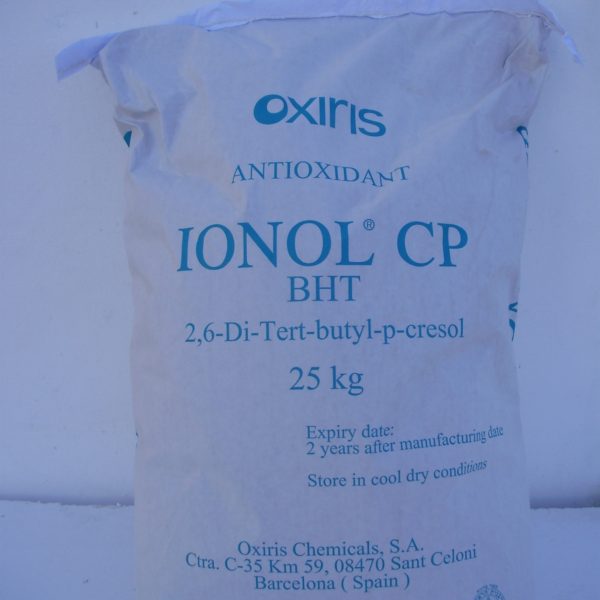 OXIRIS
ANTIOXIDANT
IONOL® CP
BHT
2,6-Di-Tert-butyl-p-cresol
25 kg
Expiry date:
2 years after manufacturing date
Store in cool dry conditions
Oxiris Chemicals, S.A.
Ctra. C-35 Km 59, 08470 Sant Celoni
Barcelona ( Spain )